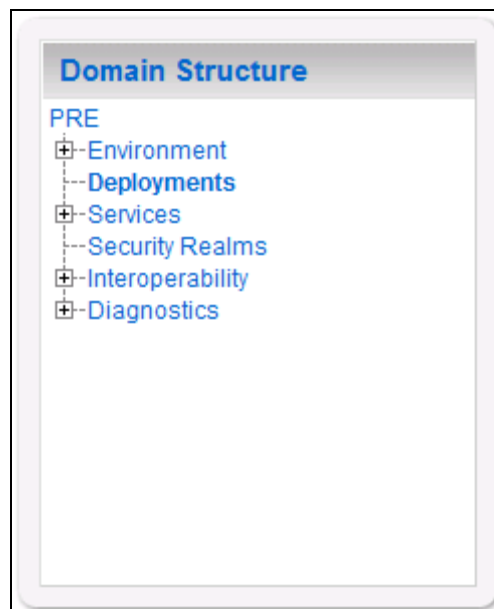 Domain Structure
PRE
Environment
Deployments
Services
Security Realms
Interoperability
Diagnostics